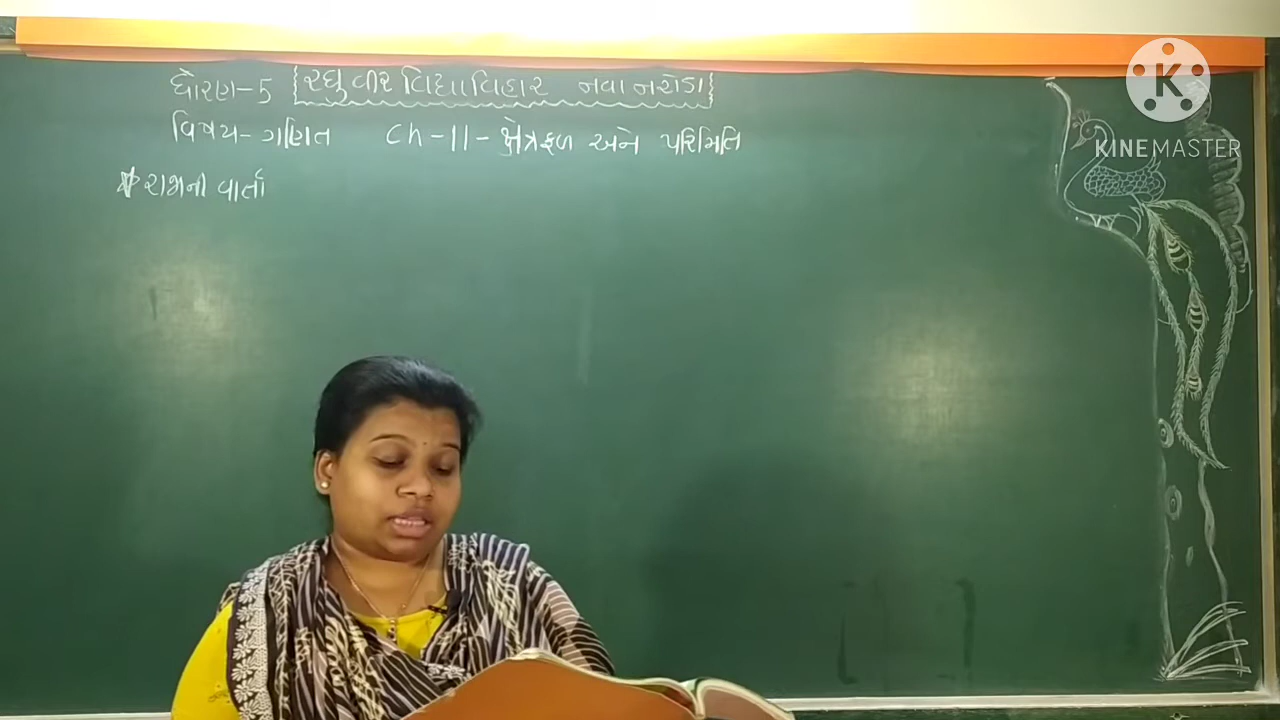 ધોરણ-5 {રઘુવીર વિદ્યાવિહાર નવા નરોડા}
વિષય-ગણિત Ch-11-ક્ષેત્રફળ અને પરિમિતિ
* રાજાની વાર્તા
K
KINEMASTER